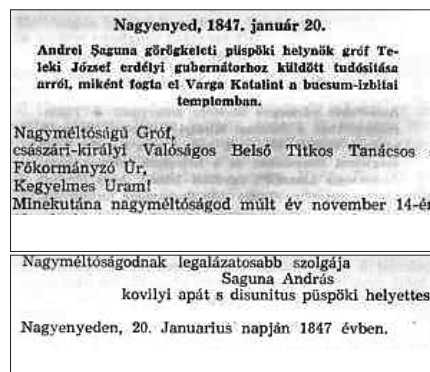 Nagyenyed, 1847. január 20.
Andrei Şaguna görögkeleti püspöki helynök gróf Te-
leki József erdélyi gubernátorhoz küldött tudósítása
arról, miként fogta el Varga Katalint a bucsum-izbitai
templomban.
Nagyméltóságú Gróf,
császári-királyi Valóságos Belső Titkos Tanácsos
Főkormányzó Úr,
Kegyelmes Uram!
Minekutána nagyméltóságod múlt év november 14-é
Nagyméltóságodnak legalázatosabb szolgája
Saguna András
kovilyi apát s disunitus püspöki helyettes
Nagyenyeden, 20. Januarius napján 1847 évben.